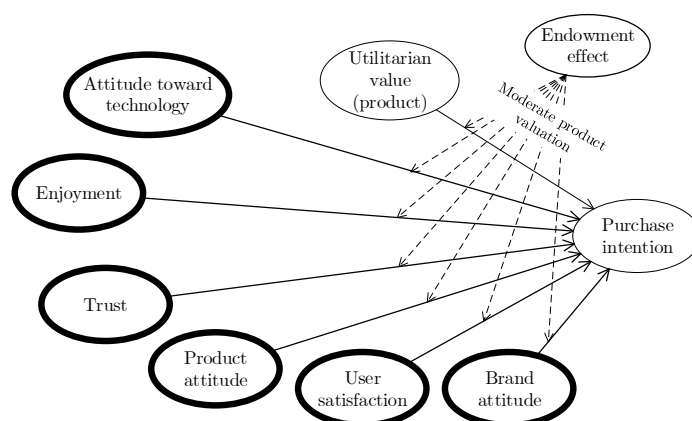 Endowment
effect
Utilitarian
value
(product)
Attitude toward
technology
Moderate product
valuation
Enjoyment
Purchase
intention
Trust
Product
attitude
User
satisfaction
Brand
attitude